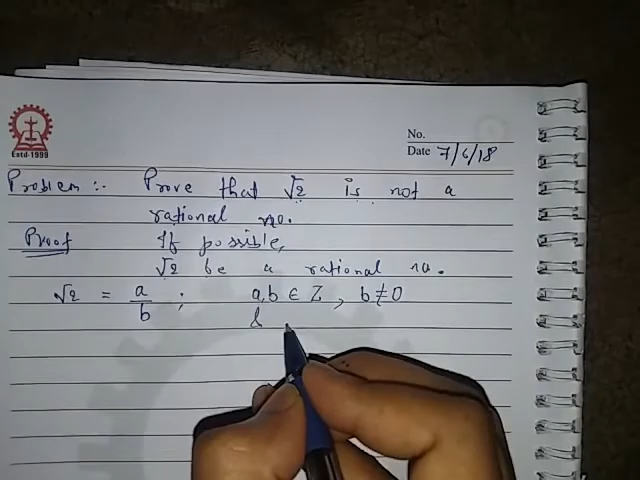 Estd-1999
No.
Date 7/6/18
Problem :- Prove that √2 is not a
rational no.
Proof If possible,
√2 be a rational no.
√2 = a/b ; a,b ∈ Z, b ≠ 0
&